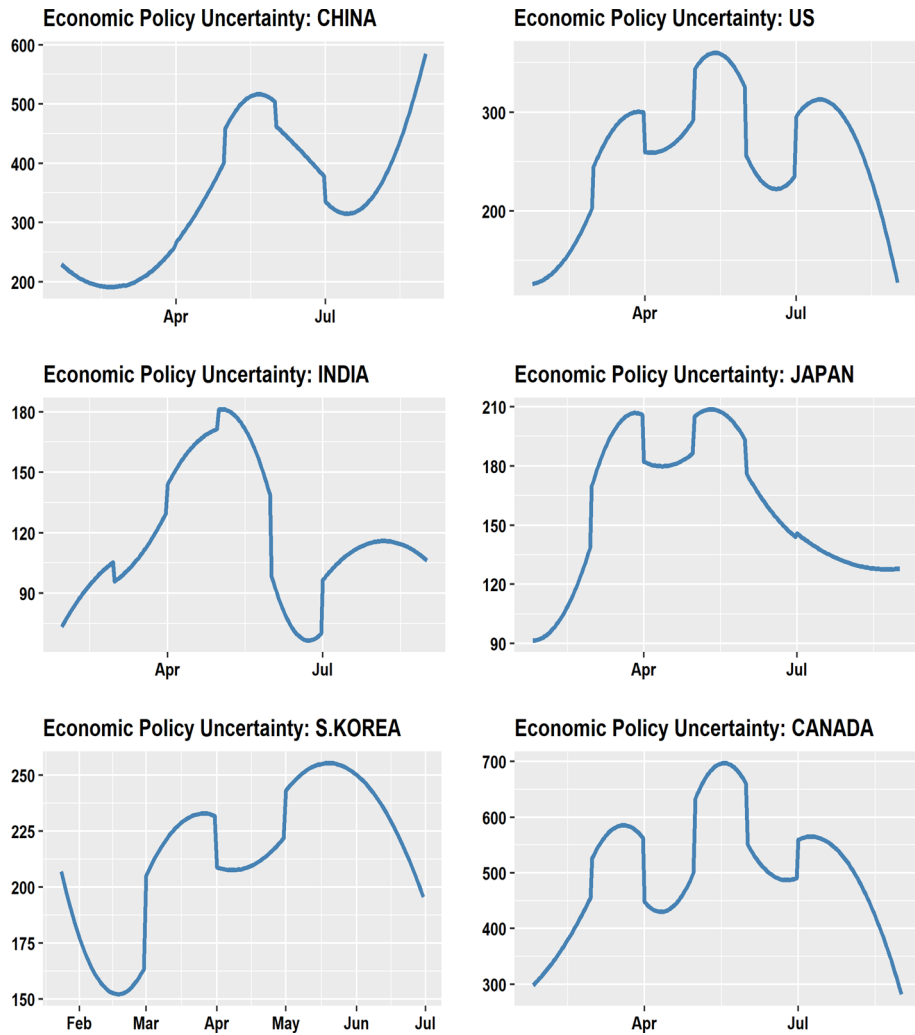 Economic Policy Uncertainty: CHINA
600
500
400
300
200
Apr
Jul
Economic Policy Uncertainty: US
300
200
Apr
Jul
Economic Policy Uncertainty: INDIA
180
150
120
90
Apr
Jul
Economic Policy Uncertainty: JAPAN
210
180
150
120
90
Apr
Jul
Economic Policy Uncertainty: S.KOREA
250
225
200
175
150
Feb
Mar
Apr
May
Jun
Jul
Economic Policy Uncertainty: CANADA
700
600
500
400
300
Apr
Jul